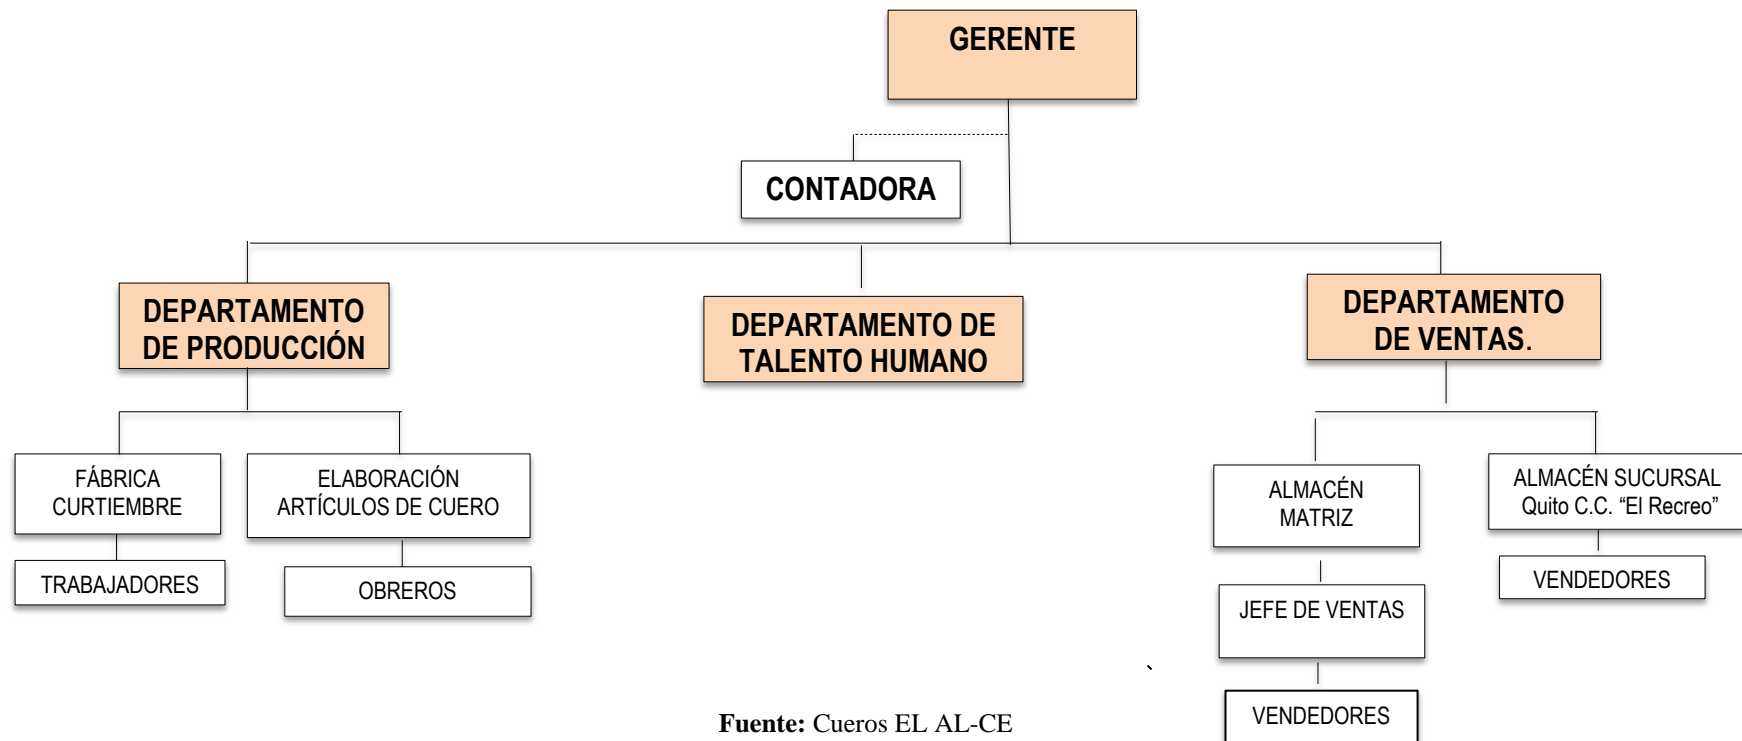 GERENTE
CONTADORA
DEPARTAMENTO
DE PRODUCCIÓN
DEPARTAMENTO DE
TALENTO HUMANO
DEPARTAMENTO
DE VENTAS.
FÁBRICA
CURTIEMBRE
ELABORACIÓN
ARTÍCULOS DE CUERO
ALMACÉN
MATRIZ
ALMACÉN SUCURSAL
Quito C.C. “El Recreo”
TRABAJADORES
OBREROS
JEFE DE VENTAS
VENDEDORES
VENDEDORES
Fuente: Cueros EL AL-CE